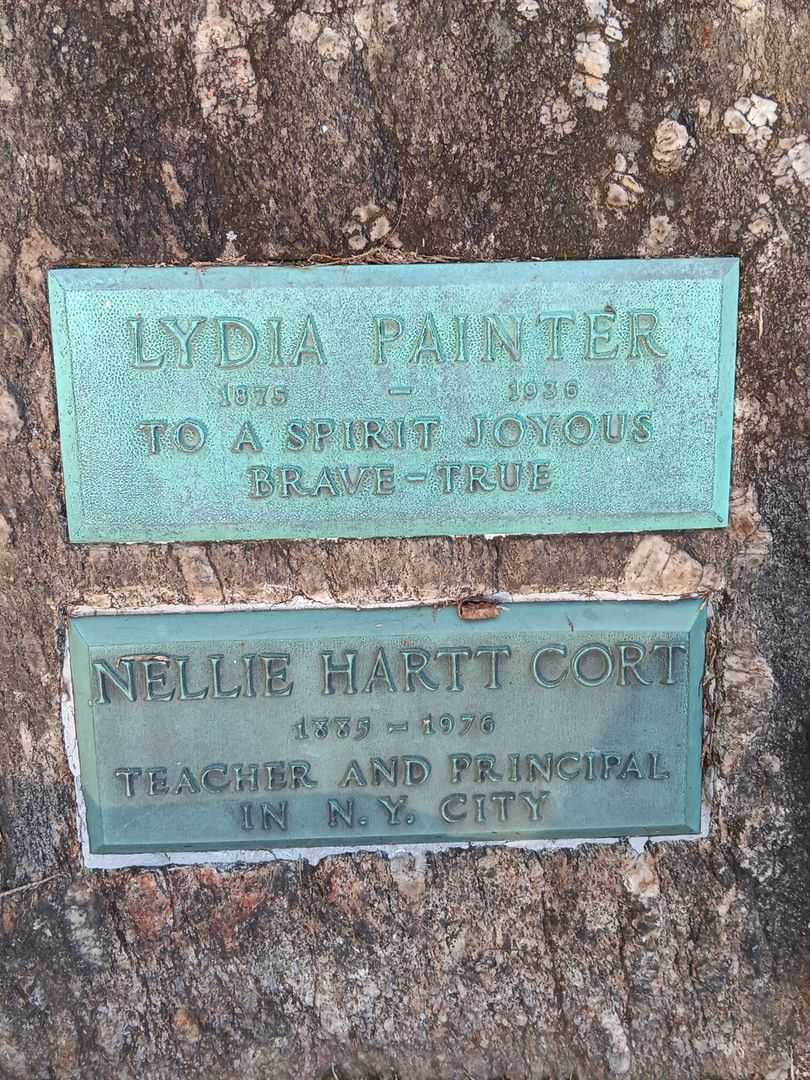 LYDIA PAINTER
1875 – 1936
TO A SPIRIT JOYOUS
BRAVE–TRUE
NELLIE HARTT CORT
1885 – 1976
TEACHER AND PRINCIPAL
IN N.Y. CITY